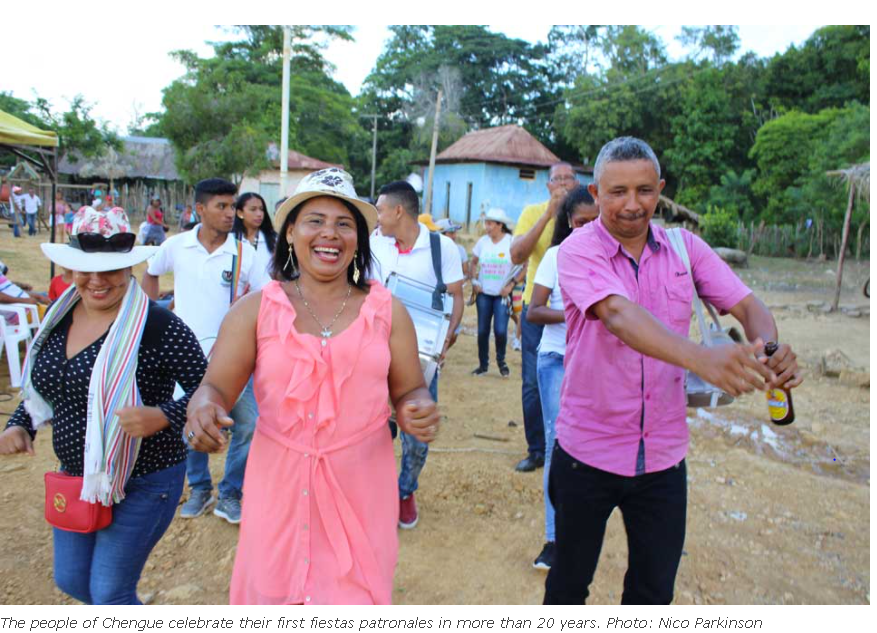 The people of Chengue celebrate their first fiestas patronales in more than 20 years. Photo: Nico Parkinson